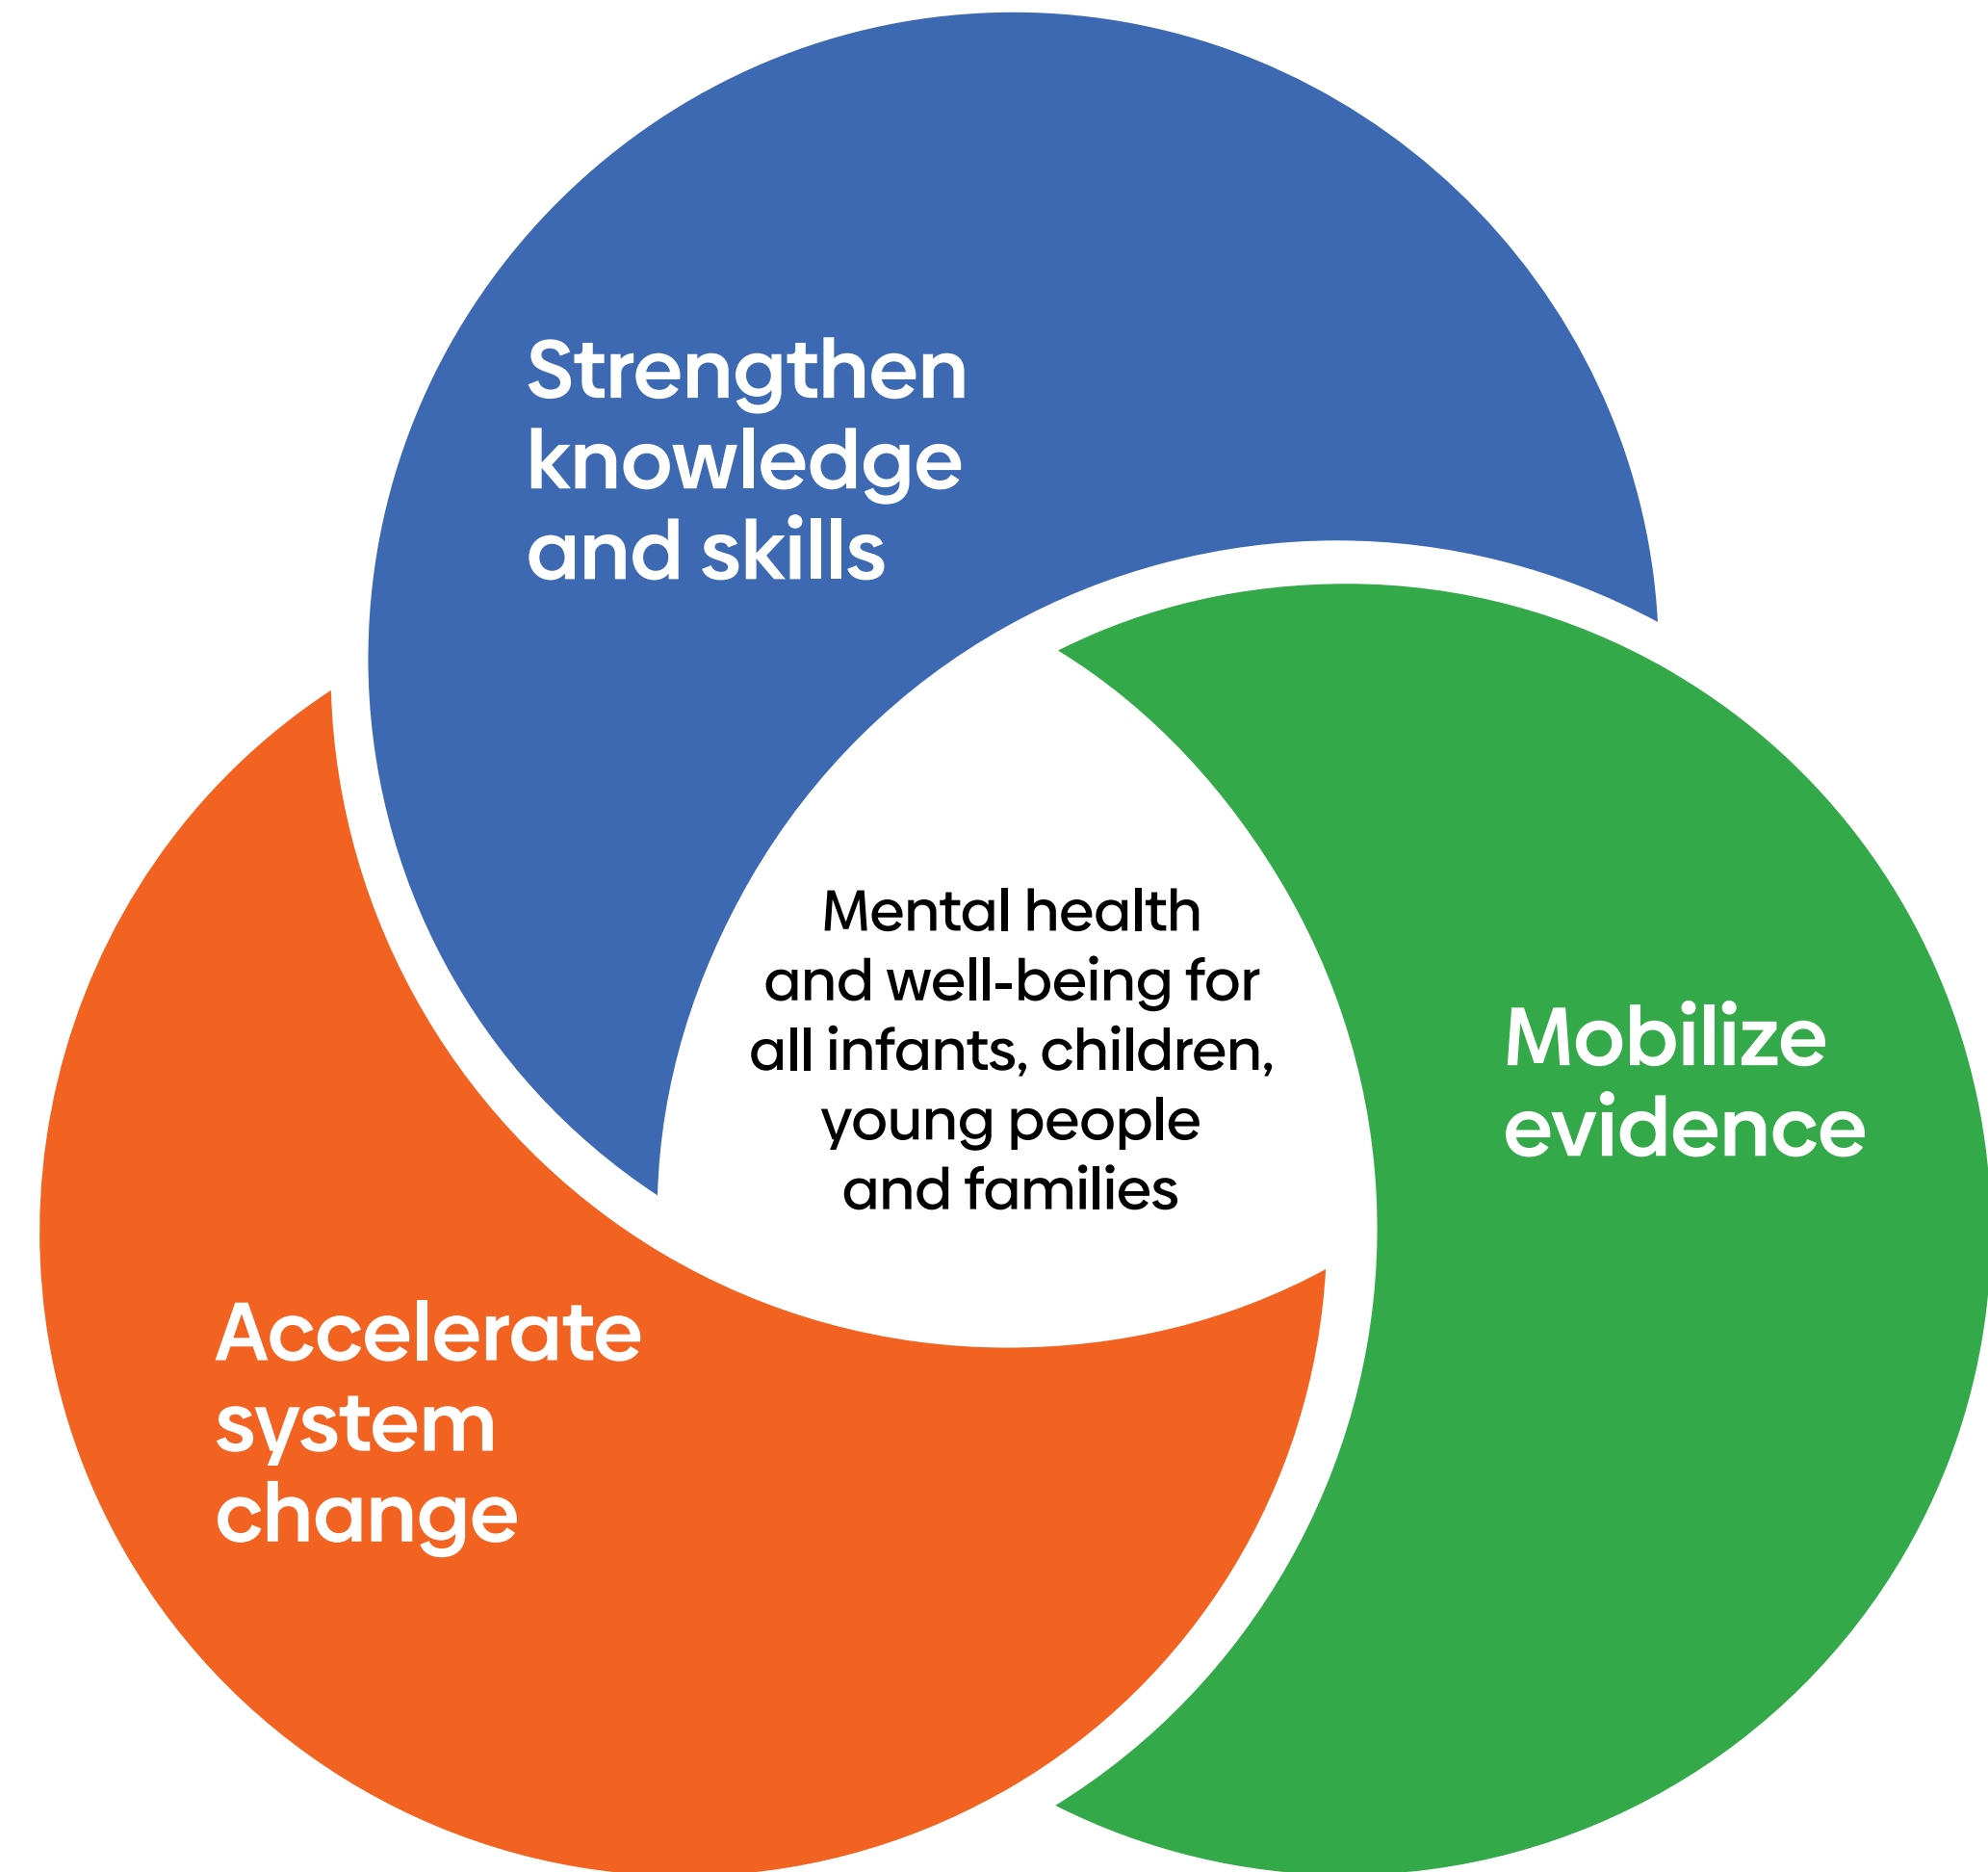 Strengthen
knowledge
and skills
Mental health
and well-being for
all infants, children,
young people
and families
Mobilize
evidence
Accelerate
system
change